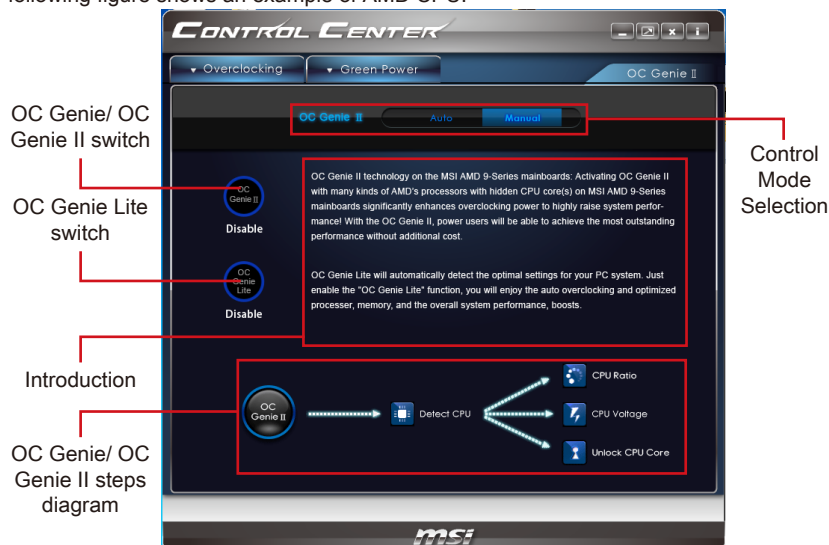 following figure shows an example of AMD CPU.
CONTROL CENTER
Overclocking
Green Power
OC Genie II
OC Genie II
Auto
Manual
OC Genie/ OC
Genie II switch
OC Genie Lite
switch
Introduction
OC Genie/ OC
Genie II steps
diagram
Control
Mode
Selection
OC
Genie II
Disable
OC
Genie
Lite
Disable
OC Genie II technology on the MSI AMD 9-Series mainboards: Activating OC Genie II
with many kinds of AMD's processors with hidden CPU core(s) on MSI AMD 9-Series
mainboards significantly enhances overclocking power to highly raise system perfor-
mance! With the OC Genie II, power users will be able to achieve the most outstanding
performance without additional cost.
OC Genie Lite will automatically detect the optimal settings for your PC system. Just
enable the "OC Genie Lite" function, you will enjoy the auto overclocking and optimized
processer, memory, and the overall system performance, boosts.
OC
Genie II
Detect CPU
CPU Ratio
CPU Voltage
Unlock CPU Core
msi